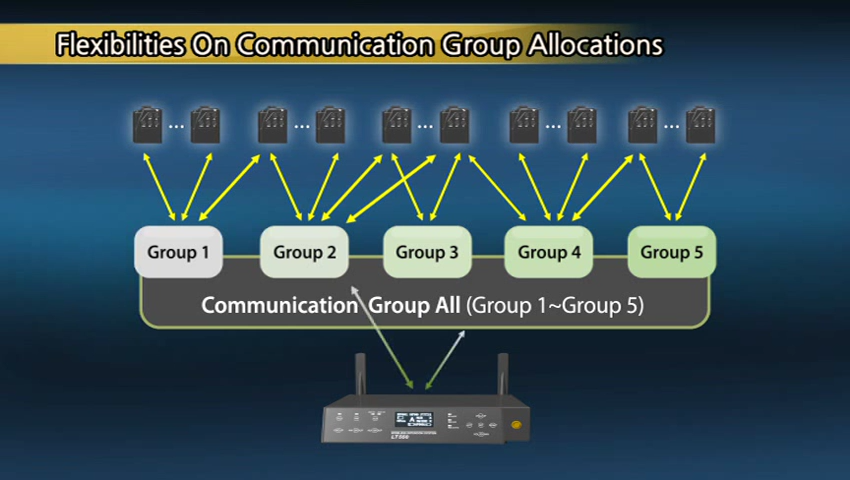 Flexibilities On Communication Group Allocations
... ... ... ... ...
Group 1 Group 2 Group 3 Group 4 Group 5
Communication Group All (Group 1~Group 5)
LT500